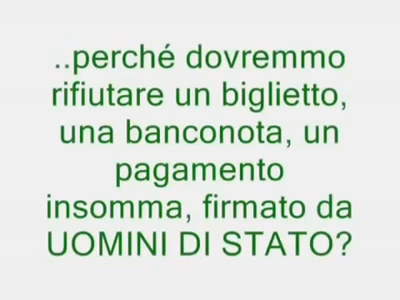 ..perché dovremmo
rifiutare un biglietto,
una banconota, un
pagamento
insomma, firmato da
UOMINI DI STATO?